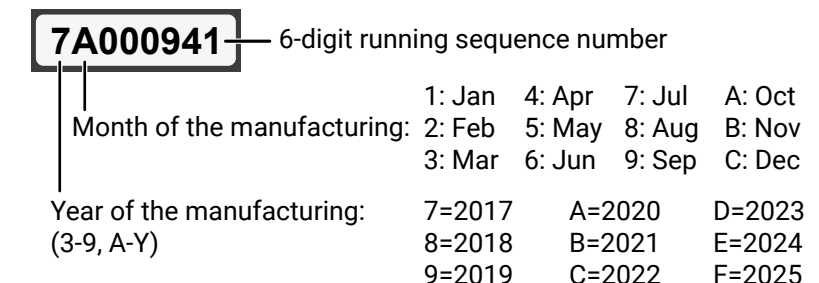 7A000941 6-digit running sequence number
1: Jan 4: Apr 7: Jul A: Oct
Month of the manufacturing: 2: Feb 5: May 8: Aug B: Nov
3: Mar 6: Jun 9: Sep C: Dec
Year of the manufacturing: 7=2017 A=2020 D=2023
(3-9, A-Y) 8=2018 B=2021 E=2024
9=2019 C=2022 F=2025